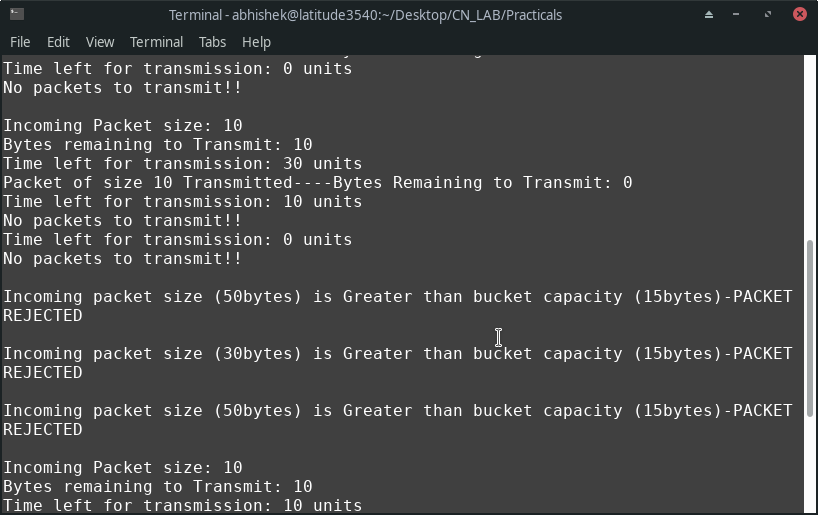 Terminal - abhishek@latitude3540:~/Desktop/CN_LAB/Practicals
File Edit View Terminal Tabs Help
Time left for transmission: 0 units
No packets to transmit!!
Incoming Packet size: 10
Bytes remaining to Transmit: 10
Time left for transmission: 30 units
Packet of size 10 Transmitted----Bytes Remaining to Transmit: 0
Time left for transmission: 10 units
No packets to transmit!!
Time left for transmission: 0 units
No packets to transmit!!
Incoming packet size (50bytes) is Greater than bucket capacity (15bytes)-PACKET
REJECTED
Incoming packet size (30bytes) is Greater than bucket capacity (15bytes)-PACKET
REJECTED
Incoming packet size (50bytes) is Greater than bucket capacity (15bytes)-PACKET
REJECTED
Incoming Packet size: 10
Bytes remaining to Transmit: 10
Time left for transmission: 10 units